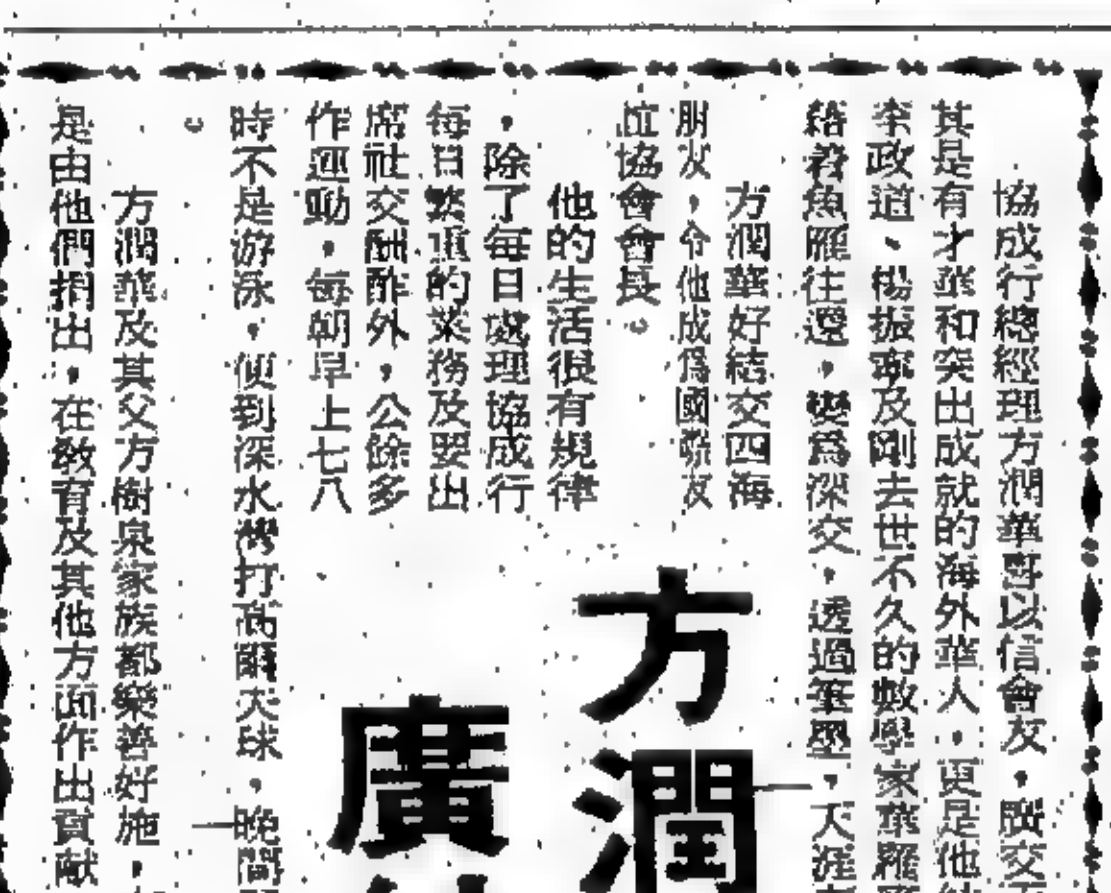 協成行總經理方潤華專以信會友，廣交
其是有才華和突出成就的海外華人，更是他
李政道、楊振寧及剛去世不久的數學家華羅
藉着魚雁往還，變爲深交，透過筆墨，天涯
方潤華好結交四海
朋友，令他成爲國際友
誼協會會長。
他的生活很有規律
，除了每日處理協成行
每日繁重的業務及要出
席社交酬酢外，公餘多
作運動，每朝早上七八
時不是游泳，便到深水灣打高爾夫球，晚間
。
方潤華及其父方樹泉家族都樂善好施，
是由他們捐出，在教育及其他方面作出貢獻
方潤
廣